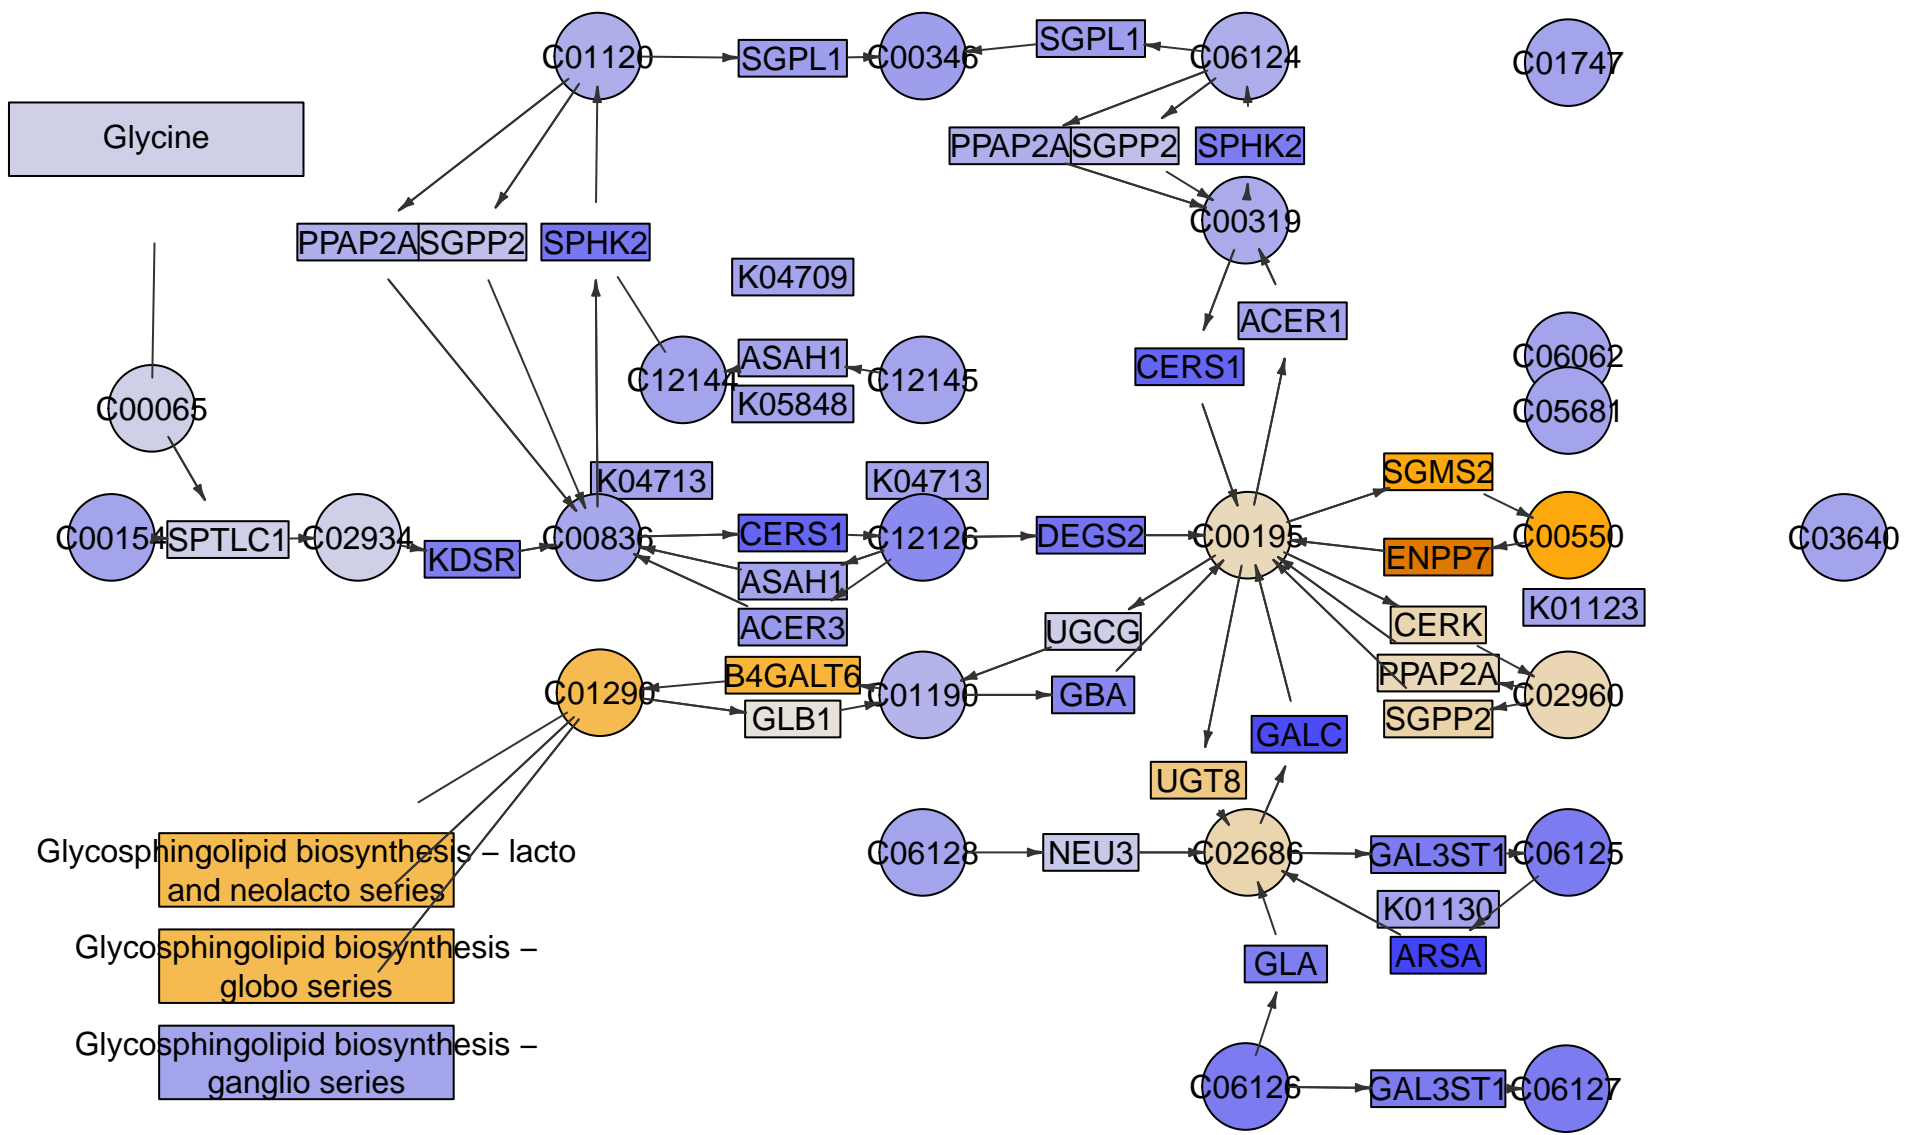 C01120
SGPL1
C00346
SGPL1
C06124
C01747
Glycine
PPAP2A
SGPP2
SPHK2
PPAP2A
SGPP2
SPHK2
C00319
K04709
ACER1
C12144
ASAH1
C12145
K05848
CERS1
C06062
C05681
C00065
K04713
K04713
SGMS2
C00154
SPTLC1
C02934
KDSR
C00836
CERS1
C12126
DEGS2
C00195
ENPP7
C00550
C03640
ASAH1
ACER3
UGCG
CERK
K01123
C01290
B4GALT6
GLB1
C01190
GBA
PPAP2A
SGPP2
C02960
GALC
UGT8
Glycosphingolipid biosynthesis – lacto
and neolacto series
C06128
NEU3
C02686
GAL3ST1
C06125
K01130
ARSA
GLA
Glycosphingolipid biosynthesis –
globo series
Glycosphingolipid biosynthesis –
ganglio series
C06126
GAL3ST1
C06127